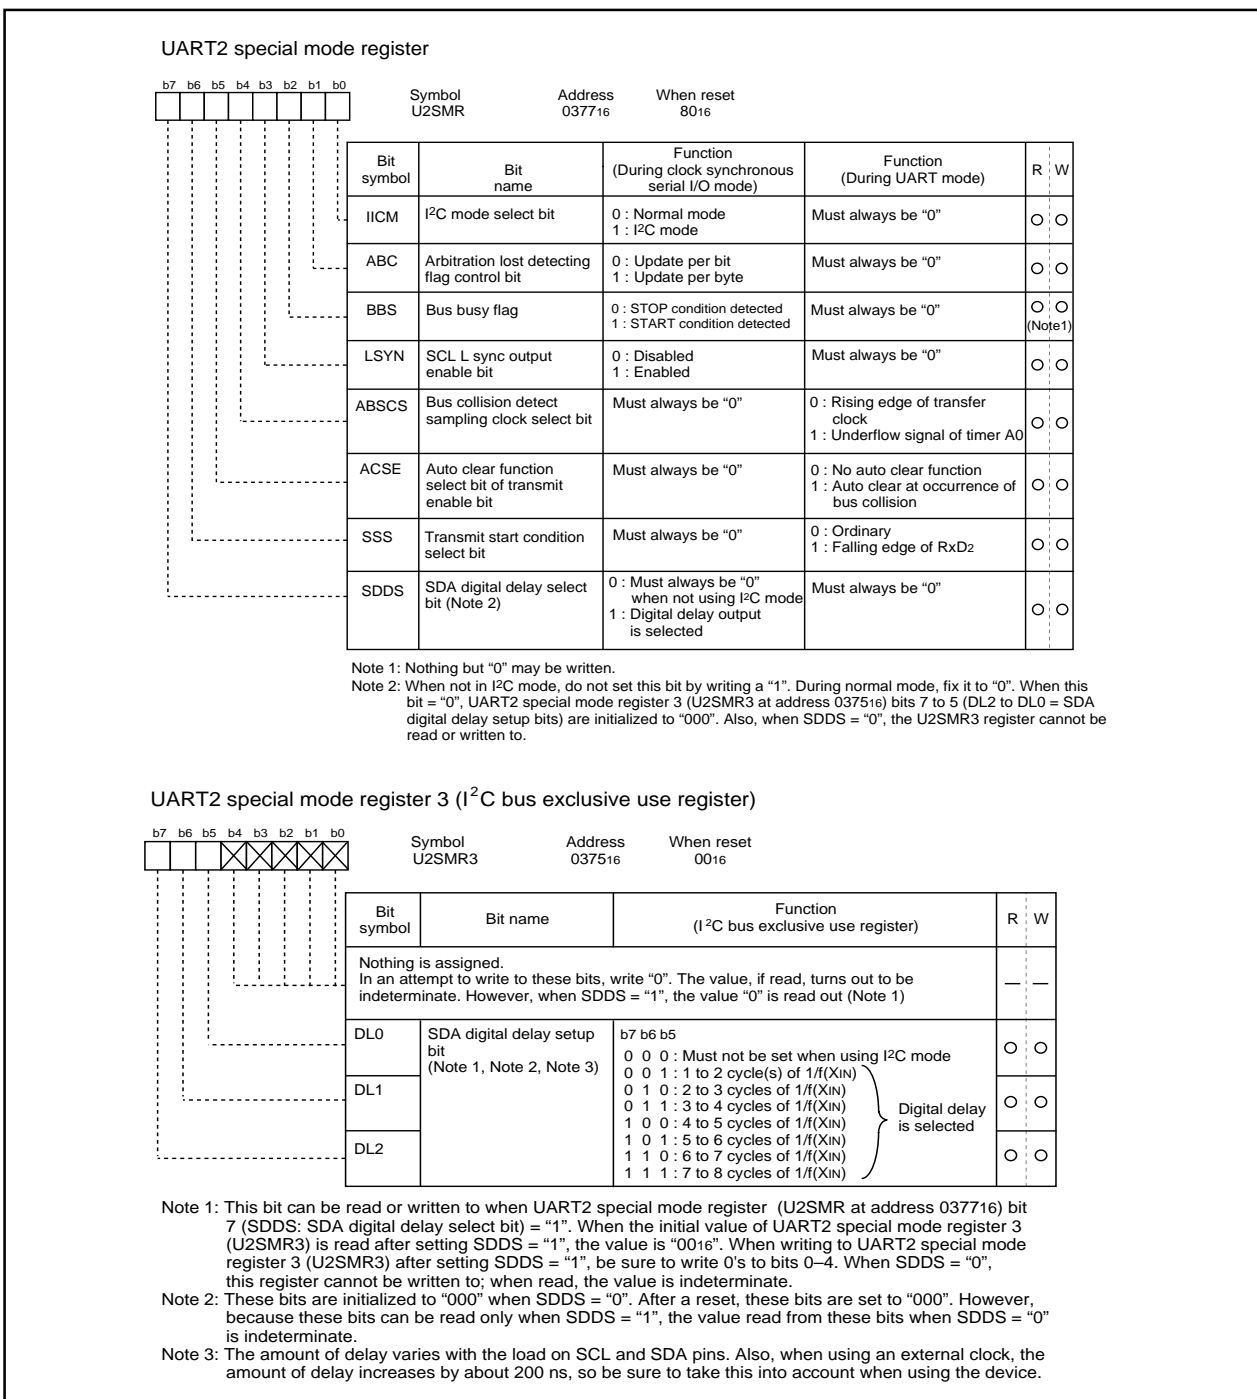 UART2 special mode register
b7 b6 b5 b4 b3 b2 b1 b0
Symbol Address When reset
U2SMR 037716 8016
Bit symbol Bit name Function (During clock synchronous serial I/O mode) Function (During UART mode) R W
IICM I2C mode select bit 0 : Normal mode Must always be “0”
1 : I2C mode
ABC Arbitration lost detecting 0 : Update per bit Must always be “0”
flag control bit 1 : Update per byte
BBS Bus busy flag 0 : STOP condition detected Must always be “0”
1 : START condition detected (Note1)
LSYN SCL L sync output 0 : Disabled Must always be “0”
enable bit 1 : Enabled
ABSCS Bus collision detect Must always be “0” 0 : Rising edge of transfer
sampling clock select bit clock
1 : Underflow signal of timer A0
ACSE Auto clear function Must always be “0” 0 : No auto clear function
select bit of transmit 1 : Auto clear at occurrence of
enable bit bus collision
SSS Transmit start condition Must always be “0” 0 : Ordinary
select bit 1 : Falling edge of RxD2
SDDS SDA digital delay select 0 : Must always be “0” Must always be “0”
bit (Note 2) when not using I2C mode
1 : Digital delay output
is selected
Note 1: Nothing but “0” may be written.
Note 2: When not in I2C mode, do not set this bit by writing a “1”. During normal mode, fix it to “0”. When this
bit = “0”, UART2 special mode register 3 (U2SMR3 at address 037516) bits 7 to 5 (DL2 to DL0 = SDA
digital delay setup bits) are initialized to “000”. Also, when SDDS = “0”, the U2SMR3 register cannot be
read or written to.
UART2 special mode register 3 (I2C bus exclusive use register)
b7 b6 b5 b4 b3 b2 b1 b0
Symbol Address When reset
U2SMR3 037516 0016
Bit symbol Bit name Function (I2C bus exclusive use register) R W
Nothing is assigned.
In an attempt to write to these bits, write “0”. The value, if read, turns out to be
indeterminate. However, when SDDS = “1”, the value “0” is read out (Note 1)
— —
DL0 SDA digital delay setup b7 b6 b5
bit
(Note 1, Note 2, Note 3)
0 0 0 : Must not be set when using I2C mode
0 0 1 : 1 to 2 cycle(s) of 1/f(XIN)
DL1 0 1 0 : 2 to 3 cycles of 1/f(XIN)
0 1 1 : 3 to 4 cycles of 1/f(XIN) Digital delay
1 0 0 : 4 to 5 cycles of 1/f(XIN) is selected
1 0 1 : 5 to 6 cycles of 1/f(XIN)
DL2 1 1 0 : 6 to 7 cycles of 1/f(XIN)
1 1 1 : 7 to 8 cycles of 1/f(XIN)
Note 1: This bit can be read or written to when UART2 special mode register (U2SMR at address 037716) bit
7 (SDDS: SDA digital delay select bit) = “1”. When the initial value of UART2 special mode register 3
(U2SMR3) is read after setting SDDS = “1”, the value is “0016”. When writing to UART2 special mode
register 3 (U2SMR3) after setting SDDS = “1”, be sure to write 0’s to bits 0–4. When SDDS = “0”,
this register cannot be written to; when read, the value is indeterminate.
Note 2: These bits are initialized to “000” when SDDS = “0”. After a reset, these bits are set to “000”. However,
because these bits can be read only when SDDS = “1”, the value read from these bits when SDDS = “0”
is indeterminate.
Note 3: The amount of delay varies with the load on SCL and SDA pins. Also, when using an external clock, the
amount of delay increases by about 200 ns, so be sure to take this into account when using the device.